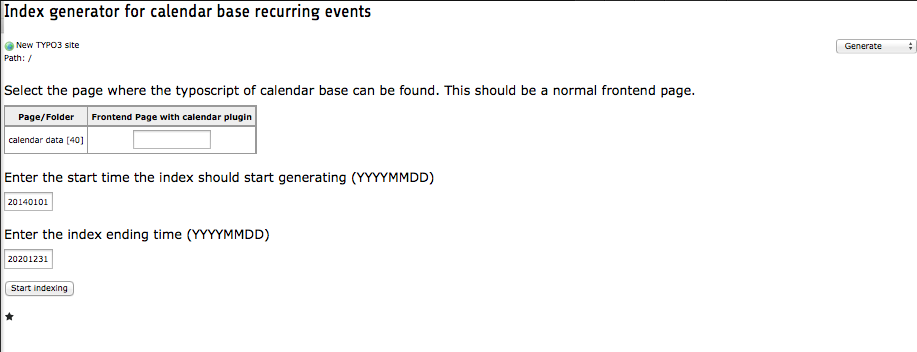 Index generator for calendar base recurring events
New TYPO3 site
Generate
Path: /
Select the page where the typoscript of calendar base can be found. This should be a normal frontend page.
Page/Folder Frontend Page with calendar plugin
calendar data [40]
Enter the start time the index should start generating (YYYYMMDD)
20140101
Enter the index ending time (YYYYMMDD)
20201231
Start indexing